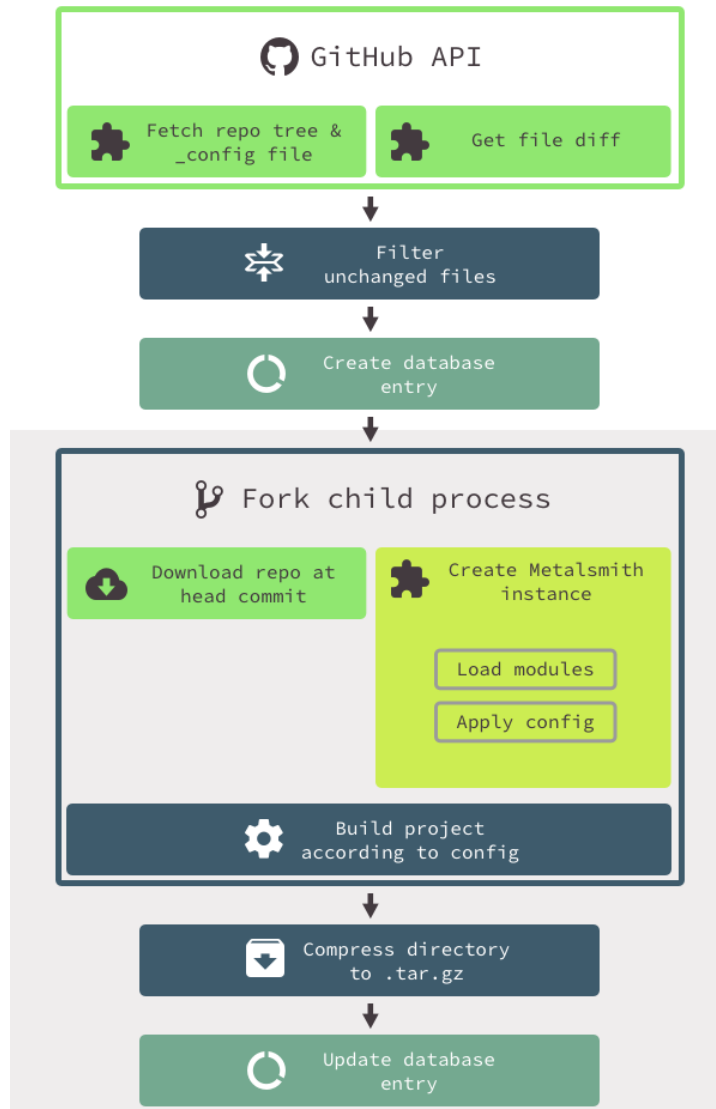 GitHub API
Fetch repo tree &
_config file
Get file diff
Filter
unchanged files
Create database
entry
Fork child process
Download repo at
head commit
Create Metalsmith
instance
Load modules
Apply config
Build project
according to config
Compress directory
to .tar.gz
Update database
entry